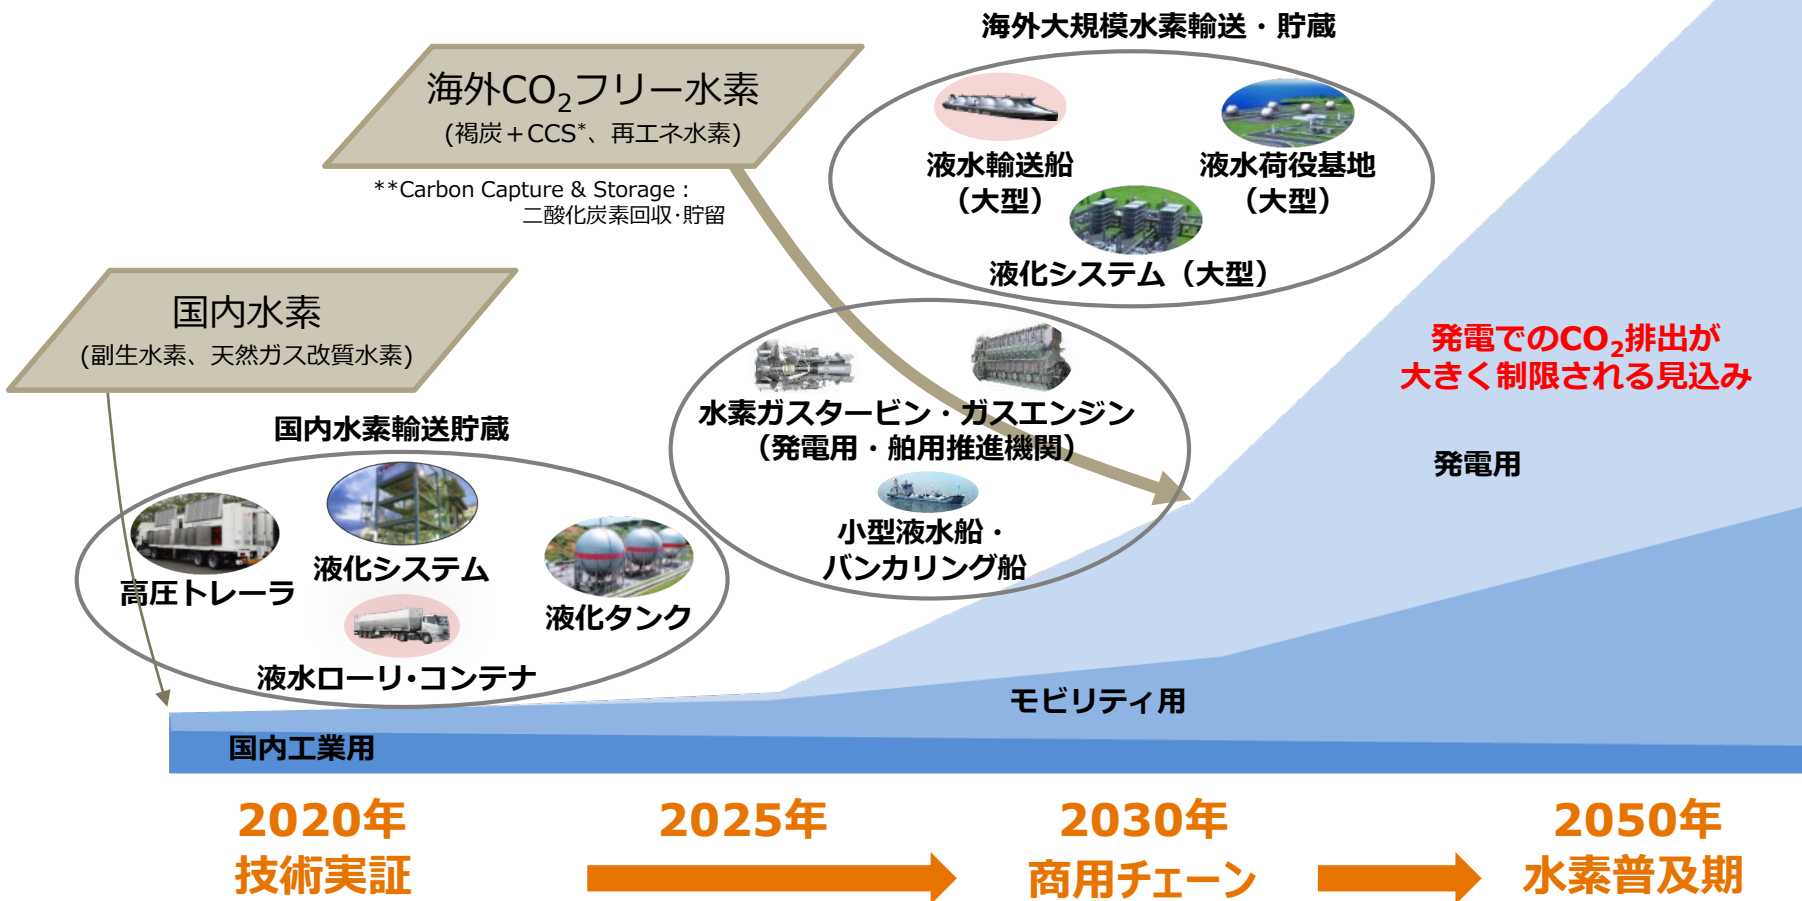 海外大規模水素輸送・貯蔵
海外CO₂フリー水素
(褐炭+CCS*、再エネ水素)
**Carbon Capture & Storage :
二酸化炭素回収･貯留
液水輸送船
(大型)
液水荷役基地
(大型)
液化システム(大型)
国内水素
(副生水素、天然ガス改質水素)
国内水素輸送貯蔵
高圧トレーラ
液化システム
液化タンク
液水ローリ･コンテナ
水素ガスタービン・ガスエンジン
(発電用・舶用推進機関)
小型液水船・
バンカリング船
発電でのCO₂排出が
大きく制限される見込み
発電用
モビリティ用
国内工業用
2020年
技術実証
2025年
2030年
商用チェーン
2050年
水素普及期